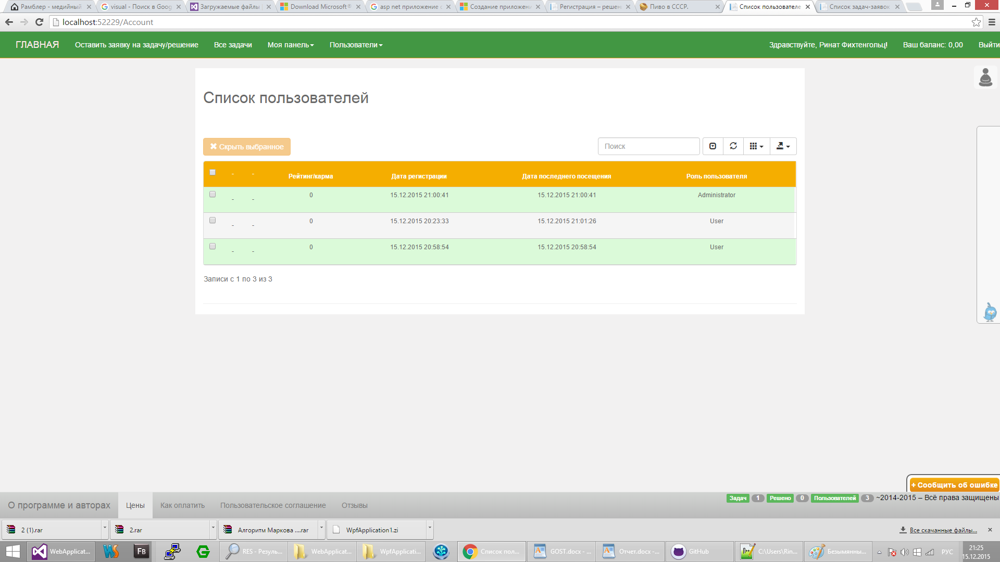 Рамблер - медийный
visual - Поиск в Goog
Загружаемые файлы
Download Microsoft®
asp net приложение с
Создание приложени
Регистрация – решен
Пиво в СССР.
Список пользователе
Список задач-заявок
localhost:52229/Account
ГЛАВНАЯ
Оставить заявку на задачу/решение
Все задачи
Моя панель
Пользователи
Здравствуйте, Ринат Фихтенгольц!
Ваш баланс: 0,00
Выйти
Список пользователей
Скрыть выбранное
Поиск
- - Рейтинг/карма Дата регистрации Дата последнего посещения Роль пользователя
- - 0 15.12.2015 21:00:41 15.12.2015 21:00:41 Administrator
- - 0 15.12.2015 20:23:33 15.12.2015 21:01:26 User
- - 0 15.12.2015 20:58:54 15.12.2015 20:58:54 User
Записи с 1 по 3 из 3
+ Сообщить об ошибке
О программе и авторах
Цены
Как оплатить
Пользовательское соглашение
Отзывы
Задач 1 Решено 0 Пользователей 3 ~2014-2015 – Всё права защищены
2 (1).rar
2.rar
Алгоритм Маркова ....rar
WpfApplication1.zi
Все скачанные файлы...
WebApplicat...
FB
RES - Резуль...
WebApplicat...
WpfApplicati...
Список пол...
GOST.docx - ...
Отчет.docx -...
GitHub
C:\Users\Rin...
Безымянны...
РУС
21:25
15.12.2015